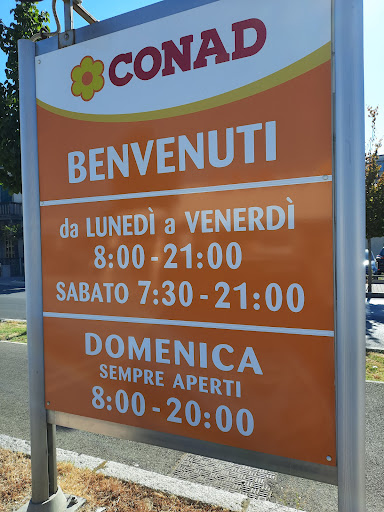 CONAD
BENVENUTI
da LUNEDÌ a VENERDÌ
8:00 - 21:00
SABATO 7:30 - 21:00
DOMENICA
SEMPRE APERTI
8:00 - 20:00